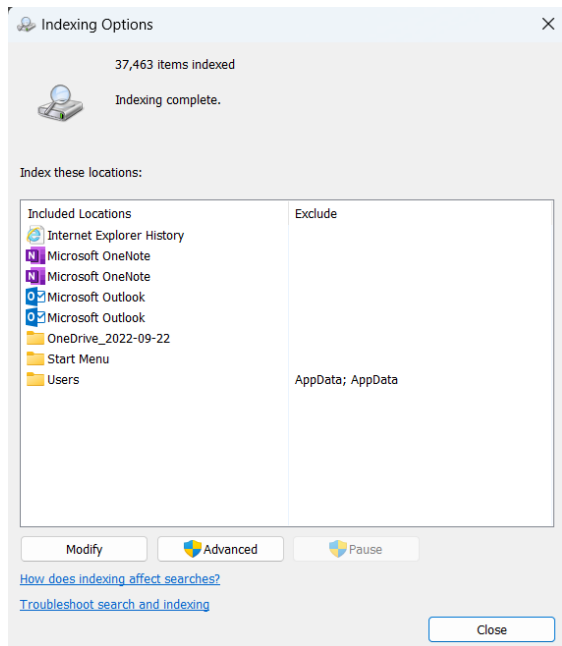 Indexing Options
37,463 items indexed
Indexing complete.
Index these locations:
Included Locations Exclude
Internet Explorer History
Microsoft OneNote
Microsoft OneNote
Microsoft Outlook
Microsoft Outlook
OneDrive_2022-09-22
Start Menu
Users AppData; AppData
Modify Advanced Pause
How does indexing affect searches?
Troubleshoot search and indexing
Close